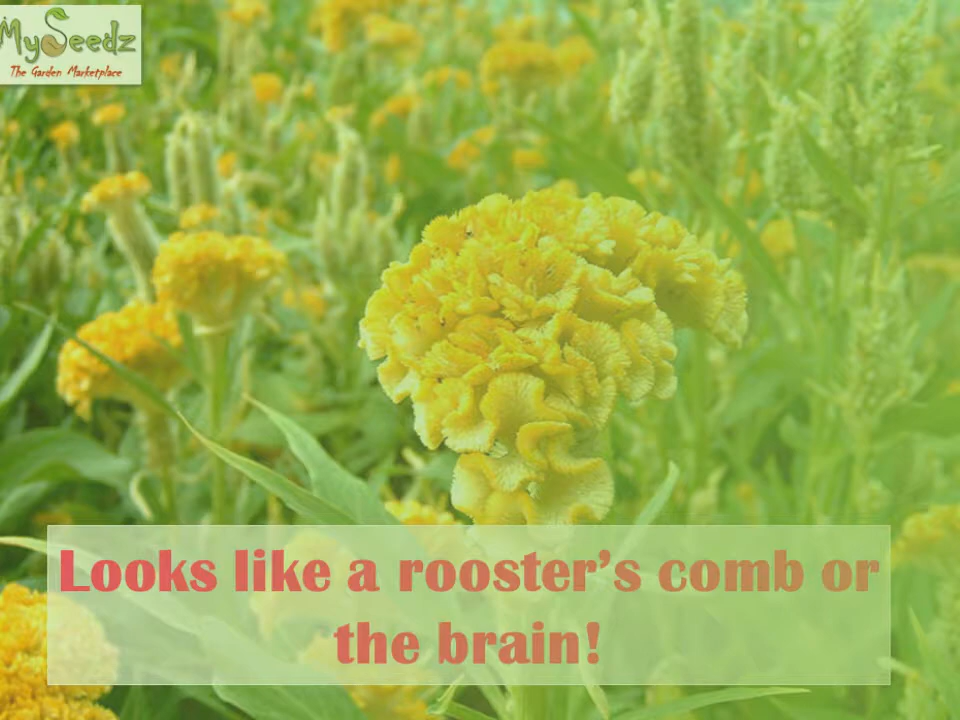 MySeedz
The Garden Marketplace
Looks like a rooster’s comb or
the brain!